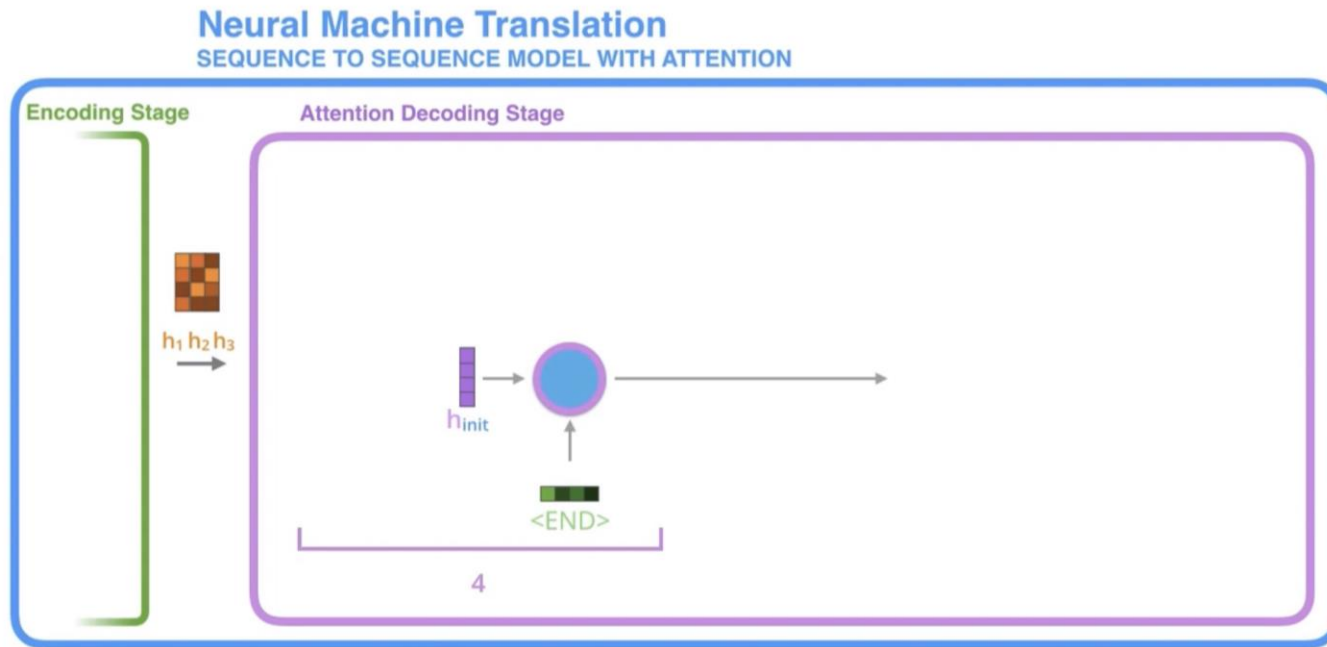 Neural Machine Translation
SEQUENCE TO SEQUENCE MODEL WITH ATTENTION
Encoding Stage
Attention Decoding Stage
h₁ h₂ h₃
hinit
<END>
4